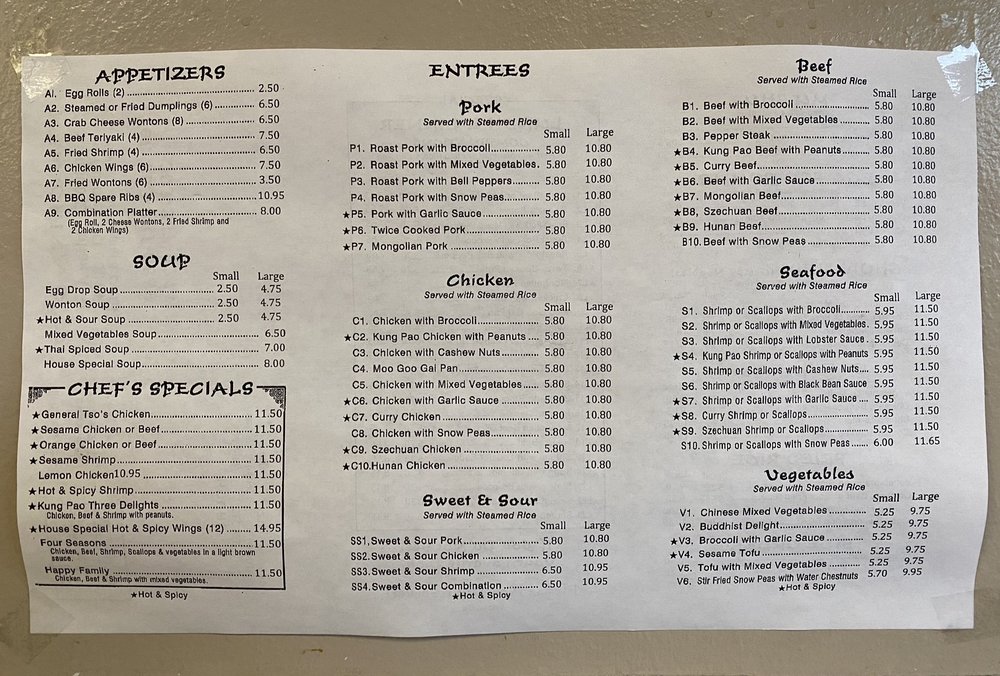 APPETIZERS
A1. Egg Rolls (2) 2.50
A2. Steamed or Fried Dumplings (6) 6.50
A3. Crab Cheese Wontons (8) 6.50
A4. Beef Teriyaki (4) 7.50
A5. Fried Shrimp (4) 6.50
A6. Chicken Wings (6) 7.50
A7. Fried Wontons (6) 3.50
A8. BBQ Spare Ribs (4) 10.95
A9. Combination Platter 8.00
(Egg Roll, 2 Cheese Wontons, 2 Fried Shrimp and
2 Chicken Wings)
SOUP
Small Large
Egg Drop Soup 2.50 4.75
Wonton Soup 2.50 4.75
★Hot & Sour Soup 2.50 4.75
Mixed Vegetables Soup 6.50
★Thai Spiced Soup 7.00
House Special Soup 8.00
CHEF'S SPECIALS
★General Tso's Chicken 11.50
★Sesame Chicken or Beef 11.50
★Orange Chicken or Beef 11.50
★Sesame Shrimp 11.50
Lemon Chicken10.95 11.50
★Hot & Spicy Shrimp 11.50
★Kung Pao Three Delights 11.50
Chicken, Beef & Shrimp with peanuts.
★House Special Hot & Spicy Wings (12) 14.95
Four Seasons 11.50
Chicken, Beef, Shrimp, Scallops & vegetables in a light brown
sauce.
Happy Family 11.50
Chicken, Beef & Shrimp with mixed vegetables.
★Hot & Spicy
ENTREES
Pork
Served with Steamed Rice
Small Large
P1. Roast Pork with Broccoli 5.80 10.80
P2. Roast Pork with Mixed Vegetables. 5.80 10.80
P3. Roast Pork with Bell Peppers 5.80 10.80
P4. Roast Pork with Snow Peas 5.80 10.80
★P5. Pork with Garlic Sauce 5.80 10.80
★P6. Twice Cooked Pork 5.80 10.80
★P7. Mongolian Pork 5.80 10.80
Chicken
Served with Steamed Rice
Small Large
C1. Chicken with Broccoli 5.80 10.80
★C2. Kung Pao Chicken with Peanuts 5.80 10.80
C3. Chicken with Cashew Nuts 5.80 10.80
C4. Moo Goo Gai Pan 5.80 10.80
C5. Chicken with Mixed Vegetables 5.80 10.80
★C6. Chicken with Garlic Sauce 5.80 10.80
★C7. Curry Chicken 5.80 10.80
C8. Chicken with Snow Peas 5.80 10.80
★C9. Szechuan Chicken 5.80 10.80
★C10.Hunan Chicken 5.80 10.80
Sweet & Sour
Served with Steamed Rice
Small Large
SS1.Sweet & Sour Pork 5.80 10.80
SS2.Sweet & Sour Chicken 5.80 10.80
SS3.Sweet & Sour Shrimp 6.50 10.95
SS4.Sweet & Sour Combination 6.50 10.95
★Hot & Spicy
Beef
Served with Steamed Rice
Small Large
B1. Beef with Broccoli 5.80 10.80
B2. Beef with Mixed Vegetables 5.80 10.80
B3. Pepper Steak 5.80 10.80
★B4. Kung Pao Beef with Peanuts 5.80 10.80
★B5. Curry Beef 5.80 10.80
★B6. Beef with Garlic Sauce 5.80 10.80
★B7. Mongolian Beef 5.80 10.80
★B8, Szechuan Beef 5.80 10.80
★B9. Hunan Beef 5.80 10.80
B10.Beef with Snow Peas 5.80 10.80
Seafood
Served with Steamed Rice
Small Large
S1. Shrimp or Scallops with Broccoli 5.95 11.50
S2. Shrimp or Scallops with Mixed Vegetables. 5.95 11.50
S3. Shrimp or Scallops with Lobster Sauce. 5.95 11.50
★S4. Kung Pao Shrimp or Scallops with Peanuts 5.95 11.50
S5. Shrimp or Scallops with Cashew Nuts 5.95 11.50
S6. Shrimp or Scallops with Black Bean Sauce 5.95 11.50
★S7. Shrimp or Scallops with Garlic Sauce 5.95 11.50
★S8. Curry Shrimp or Scallops 5.95 11.50
★S9. Szechuan Shrimp or Scallops 5.95 11.50
S10.Shrimp or Scallops with Snow Peas 6.00 11.65
Vegetables
Served with Steamed Rice
Small Large
V1. Chinese Mixed Vegetables 5.25 9.75
V2. Buddhist Delight 5.25 9.75
★V3. Broccoli with Garlic Sauce 5.25 9.75
★V4. Sesame Tofu 5.25 9.75
V5. Tofu with Mixed Vegetables 5.25 9.75
V6. Stir Fried Snow Peas with Water Chestnuts 5.70 9.95
★Hot & Spicy